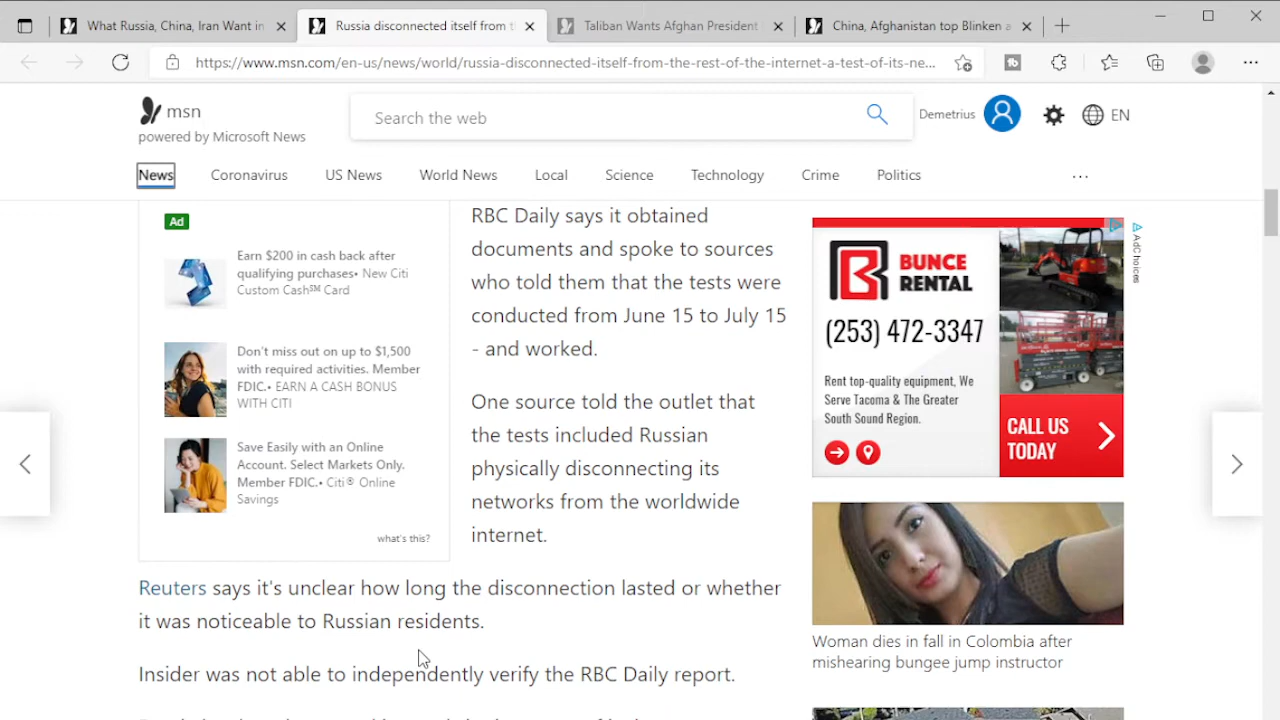 What Russia, China, Iran Want in
Russia disconnected itself from t
Taliban Wants Afghan President
China, Afghanistan top Blinken a
https://www.msn.com/en-us/news/world/russia-disconnected-itself-from-the-rest-of-the-internet-a-test-of-its-ne...
msn
powered by Microsoft News
Search the web
Demetrius
EN
News
Coronavirus
US News
World News
Local
Science
Technology
Crime
Politics
...
Ad
Earn $200 in cash back after
qualifying purchases• New Citi
Custom Cash℠ Card
Don't miss out on up to $1,500
with required activities. Member
FDIC.• EARN A CASH BONUS
WITH CITI
Save Easily with an Online
Account. Select Markets Only.
Member FDIC.• Citi® Online
Savings
what's this?
RBC Daily says it obtained
documents and spoke to sources
who told them that the tests were
conducted from June 15 to July 15
- and worked.
One source told the outlet that
the tests included Russian
physically disconnecting its
networks from the worldwide
internet.
Reuters says it's unclear how long the disconnection lasted or whether
it was noticeable to Russian residents.
Insider was not able to independently verify the RBC Daily report.
BUNCE
RENTAL
(253) 472-3347
Rent top-quality equipment, We
Serve Tacoma & The Greater
South Sound Region.
CALL US
TODAY
AdChoices
Woman dies in fall in Colombia after
mishearing bungee jump instructor